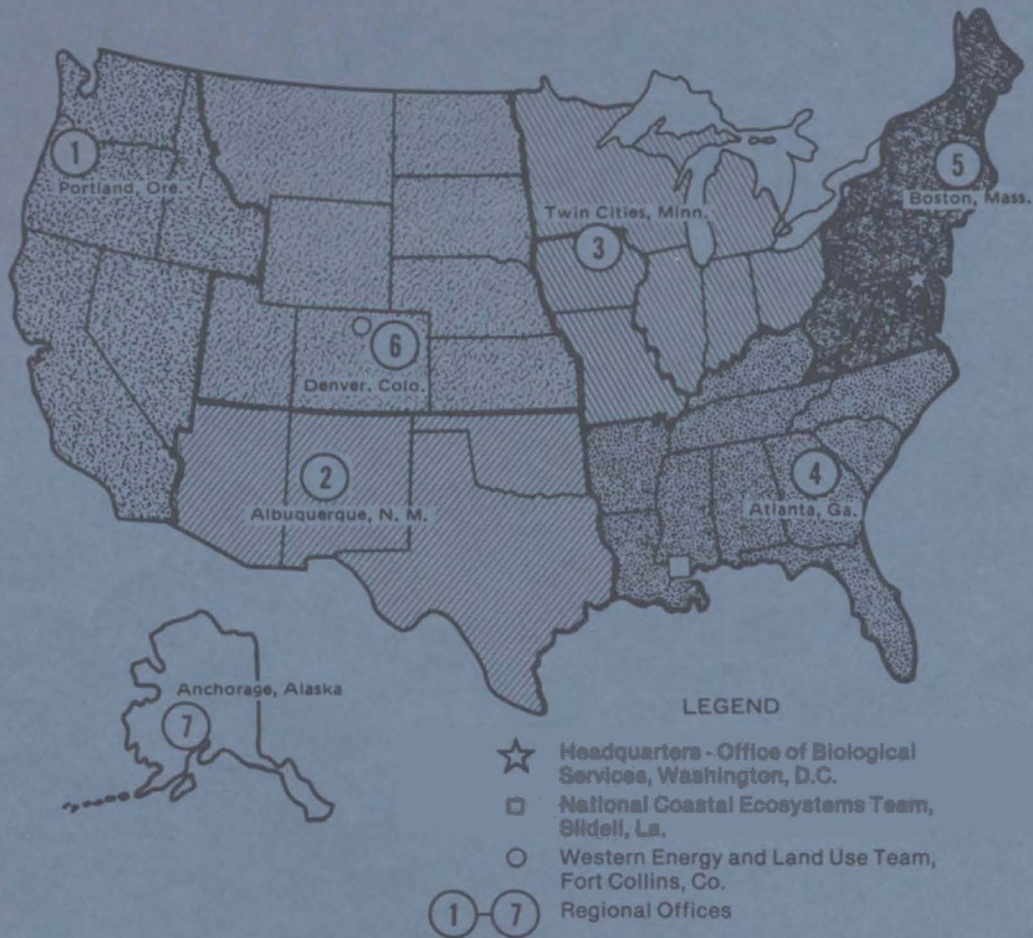 1
Portland, Ore.
5
Boston, Mass.
Twin Cities, Minn.
3
6
Denver, Colo.
2
Albuquerque, N. M.
4
Atlanta, Ga.
Anchorage, Alaska
7
LEGEND
Headquarters - Office of Biological
Services, Washington, D.C.
National Coastal Ecosystems Team,
Slidell, La.
Western Energy and Land Use Team,
Fort Collins, Co.
1-7 Regional Offices